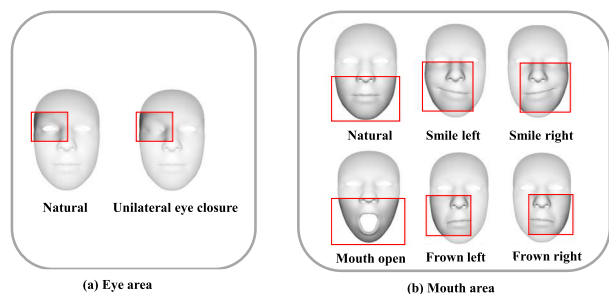 Natural
Unilateral eye closure
(a) Eye area
Natural
Smile left
Smile right
Mouth open
Frown left
Frown right
(b) Mouth area